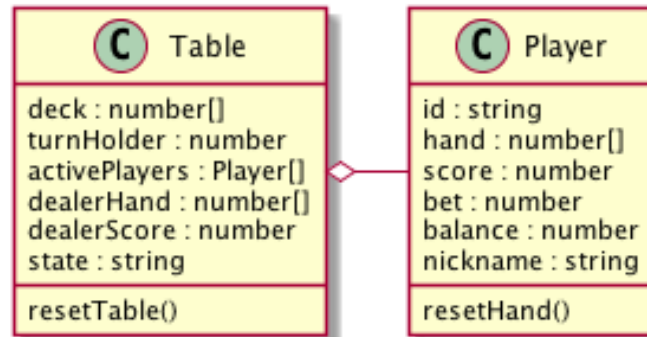 C Table
deck : number[]
turnHolder : number
activePlayers : Player[]
dealerHand : number[]
dealerScore : number
state : string
resetTable()
C Player
id : string
hand : number[]
score : number
bet : number
balance : number
nickname : string
resetHand()